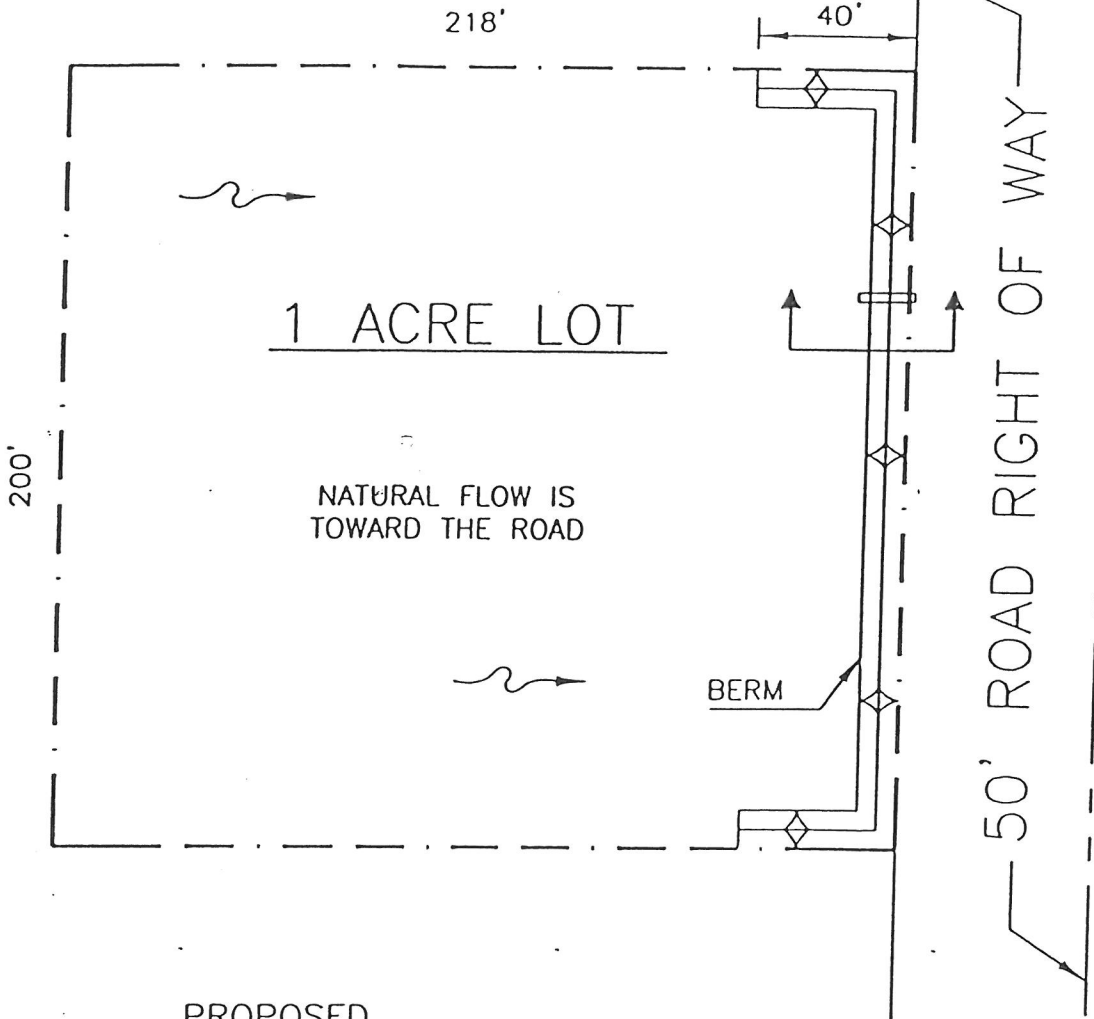 218'
40'
1 ACRE LOT
200'
NATURAL FLOW IS
TOWARD THE ROAD
BERM
50' ROAD RIGHT OF WAY
PROPOSED